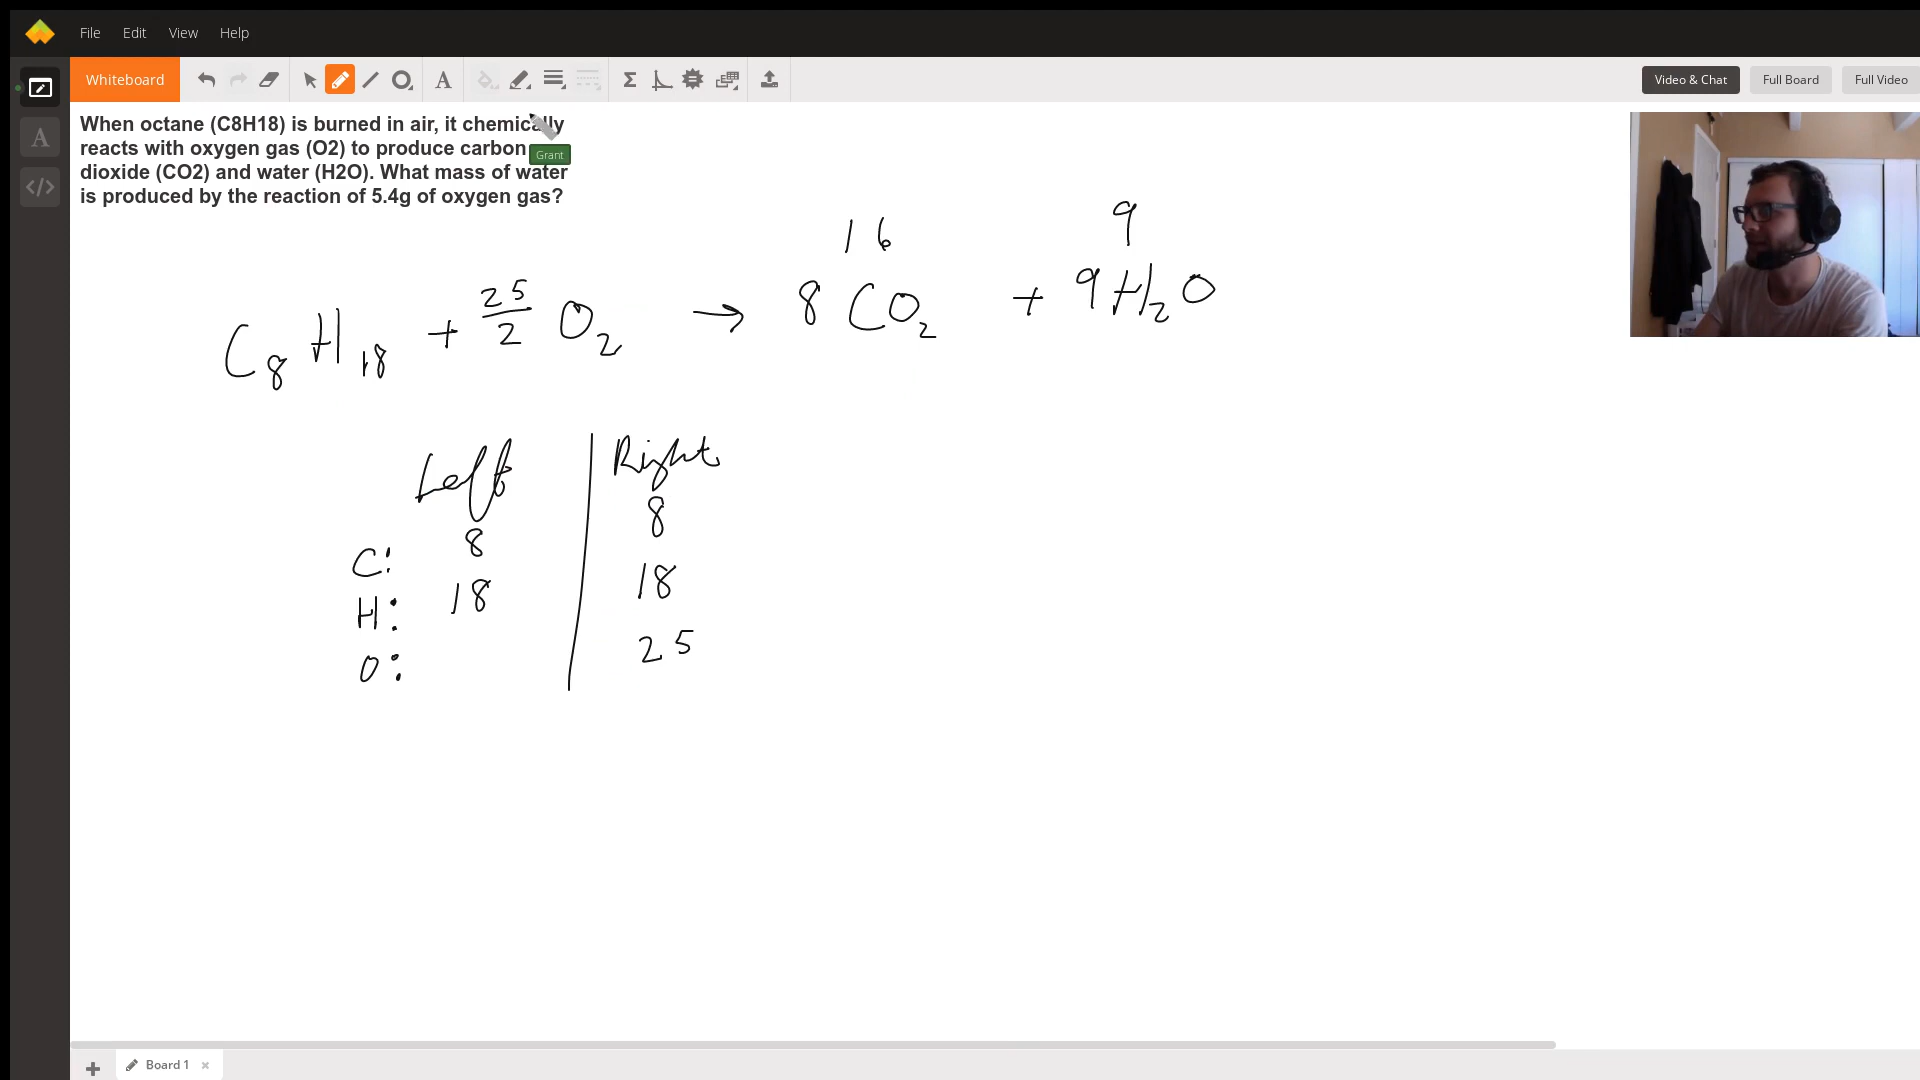 File Edit View Help
Whiteboard A Σ Video & Chat Full Board Full Video
A
</>
When octane (C8H18) is burned in air, it chemically
reacts with oxygen gas (O2) to produce carbon
dioxide (CO2) and water (H2O). What mass of water
is produced by the reaction of 5.4g of oxygen gas?
Grant
16 9
C₈H₁₈ + 25/2 O₂ → 8 CO₂ + 9 H₂O
Left Right
C: 8 8
H: 18 18
O: 25
+ Board 1 ×